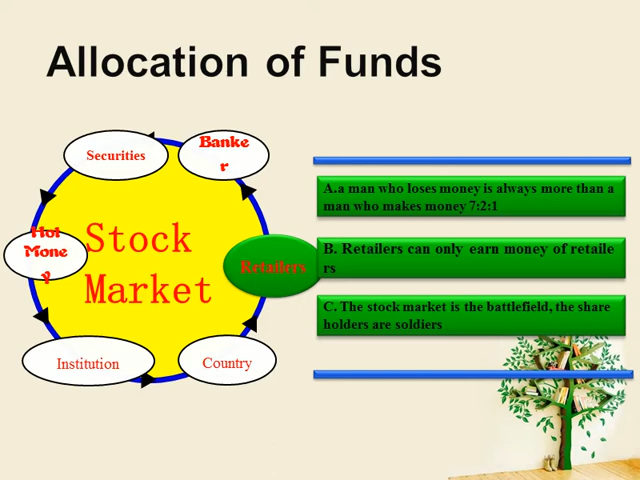 Allocation of Funds
Securities
Banke
r
Hot
Mone
y
Stock
Market
Retailers
Institution
Country
A.a man who loses money is always more than a
man who makes money 7:2:1
B. Retailers can only earn money of retaile
rs
C. The stock market is the battlefield, the share
holders are soldiers